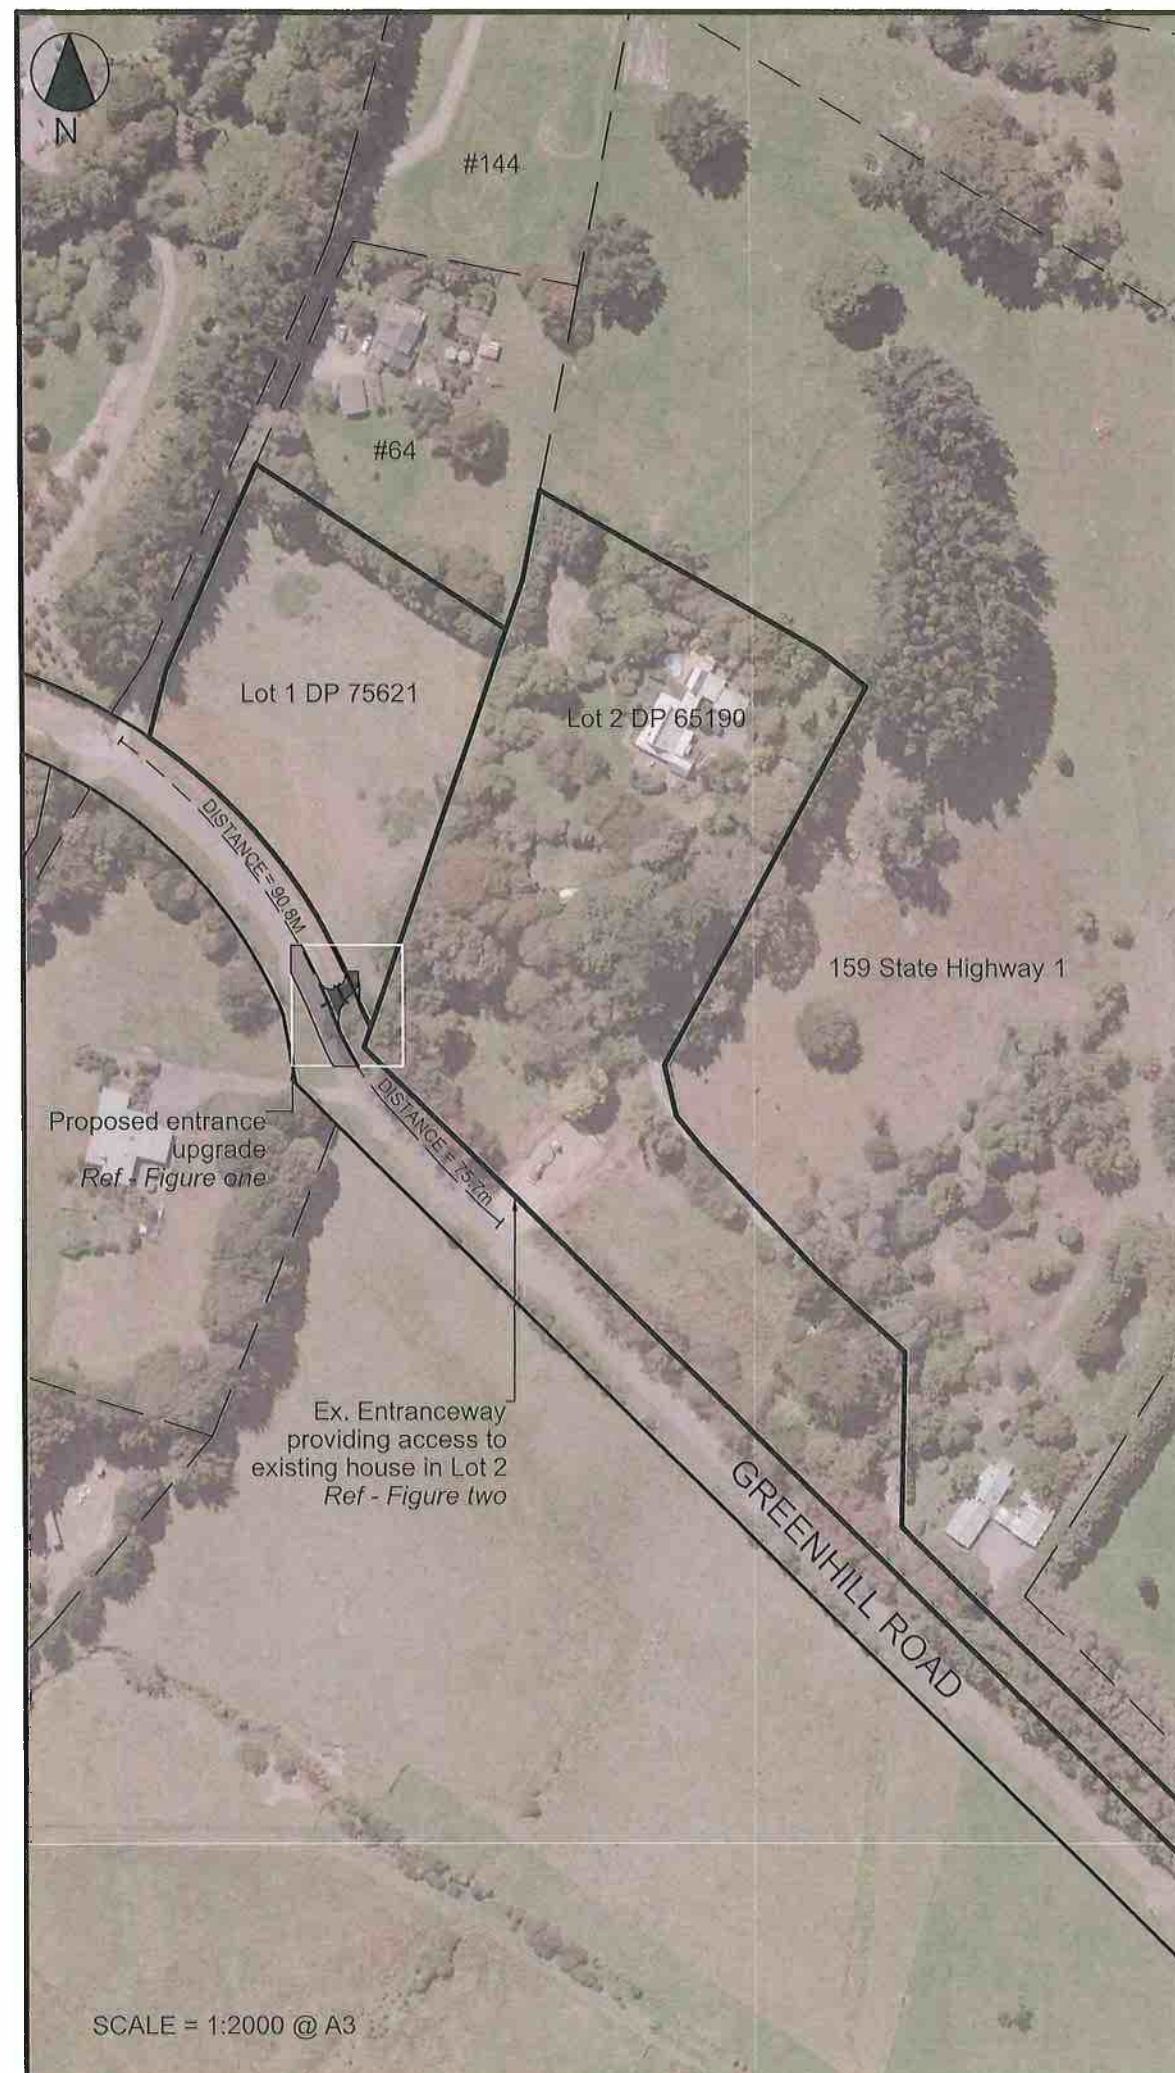 N
#144
#64
Lot 1 DP 75621
Lot 2 DP 65190
DISTANCE = 90.8M
159 State Highway 1
DISTANCE = 75.7m
Proposed entrance
upgrade
Ref - Figure one
Ex. Entranceway
providing access to
existing house in Lot 2
Ref - Figure two
GREENHILL ROAD
SCALE = 1:2000 @ A3